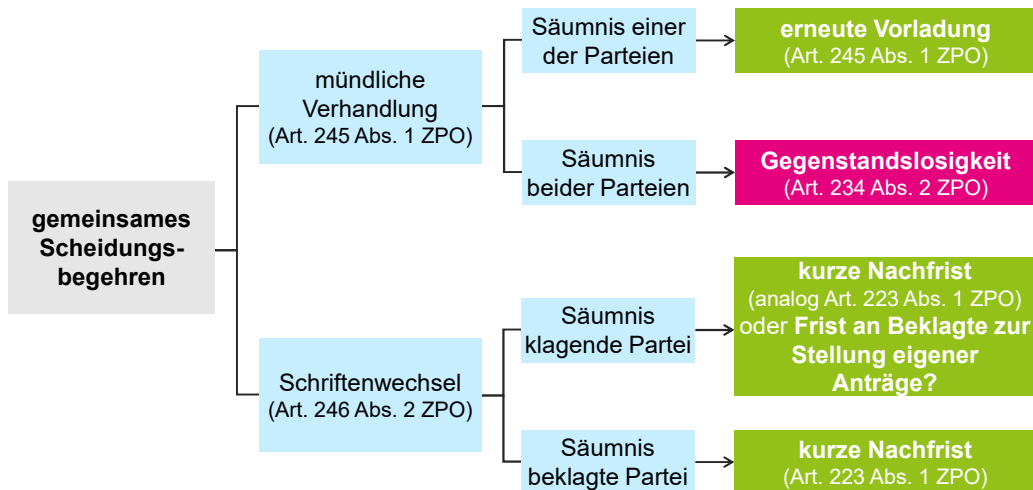 gemeinsames
Scheidungs-
begehren
mündliche
Verhandlung
(Art. 245 Abs. 1 ZPO)
Säumnis einer
der Parteien
erneute Vorladung
(Art. 245 Abs. 1 ZPO)
Säumnis
beider Parteien
Gegenstandslosigkeit
(Art. 234 Abs. 2 ZPO)
Schriftenwechsel
(Art. 246 Abs. 2 ZPO)
Säumnis
klagende Partei
kurze Nachfrist
(analog Art. 223 Abs. 1 ZPO)
oder Frist an Beklagte zur
Stellung eigener
Anträge?
Säumnis
beklagte Partei
kurze Nachfrist
(Art. 223 Abs. 1 ZPO)